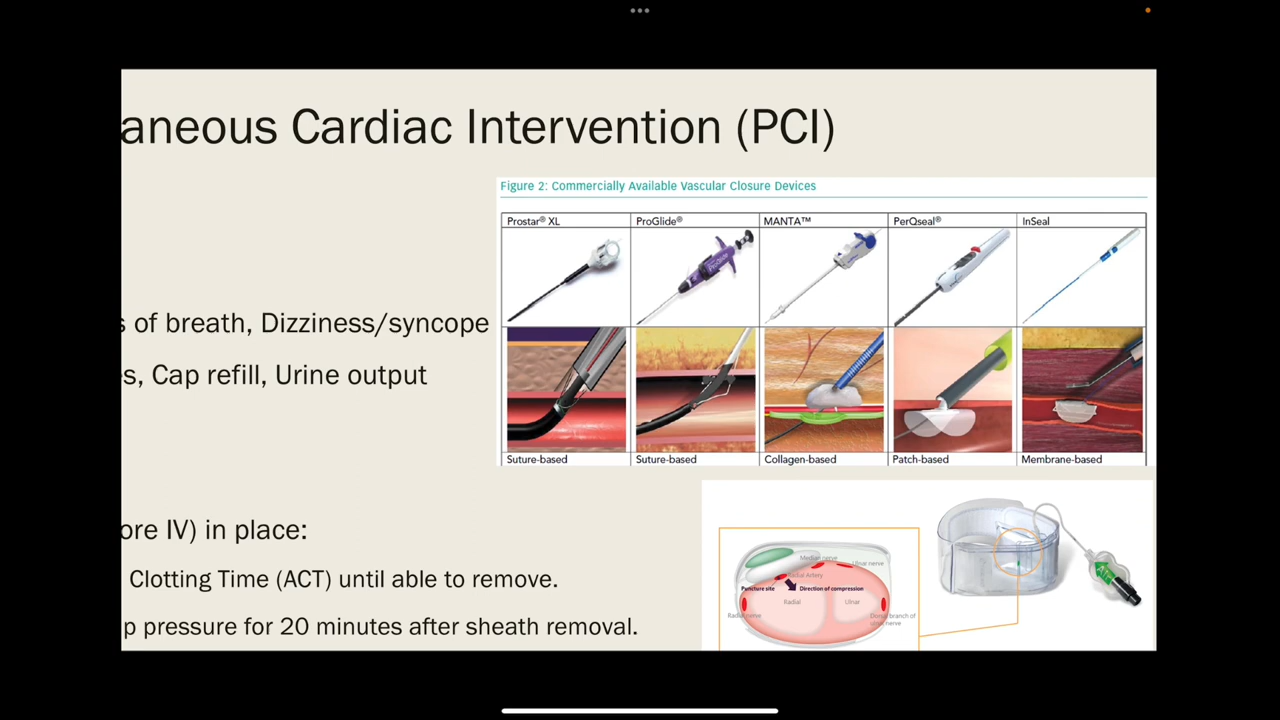 aneous Cardiac Intervention (PCI)
s of breath, Dizziness/syncope
ss, Cap refill, Urine output
ore IV) in place:
Clotting Time (ACT) until able to remove.
p pressure for 20 minutes after sheath removal.
Figure 2: Commercially Available Vascular Closure Devices
Prostar® XL ProGlide® MANTA™ PerQseal® InSeal
ProGlide
Suture-based Suture-based Collagen-based Patch-based Membrane-based
Median nerve
Ulnar nerve
Radial Artery
Puncture site Direction of compression
Radial Ulnar
Radial nerve
Dorsal branch of
ulnar nerve